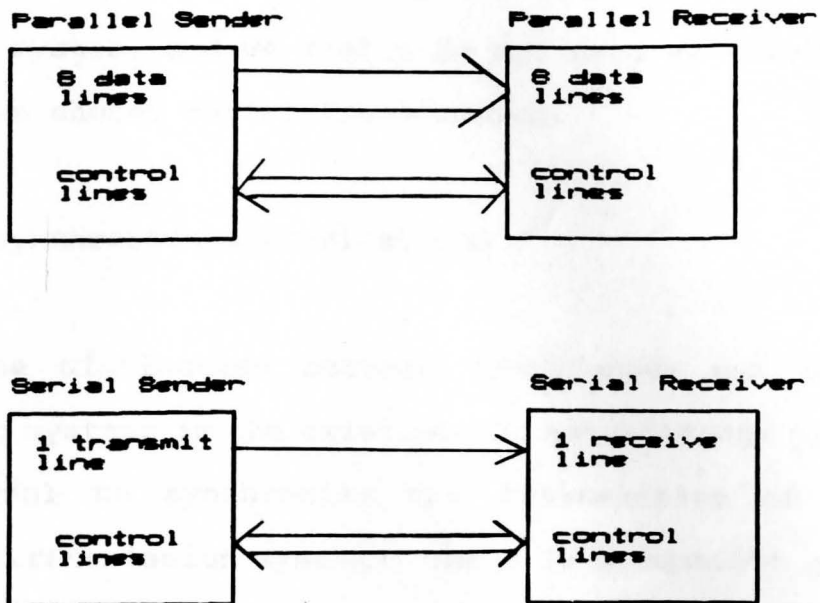 Parallel Sender
Parallel Receiver
8 data
lines
8 data
lines
control
lines
control
lines
Serial Sender
Serial Receiver
1 transmit
line
1 receive
line
control
lines
control
lines